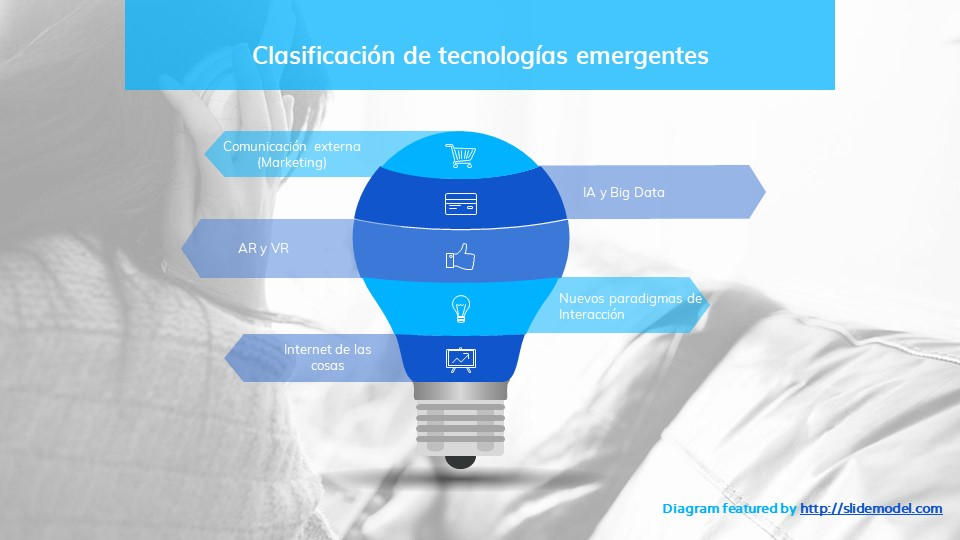 Clasificación de tecnologías emergentes
Comunicación externa
(Marketing)
IA y Big Data
AR y VR
Nuevos paradigmas de
Interacción
Internet de las
cosas
Diagram featured by http://slidemodel.com